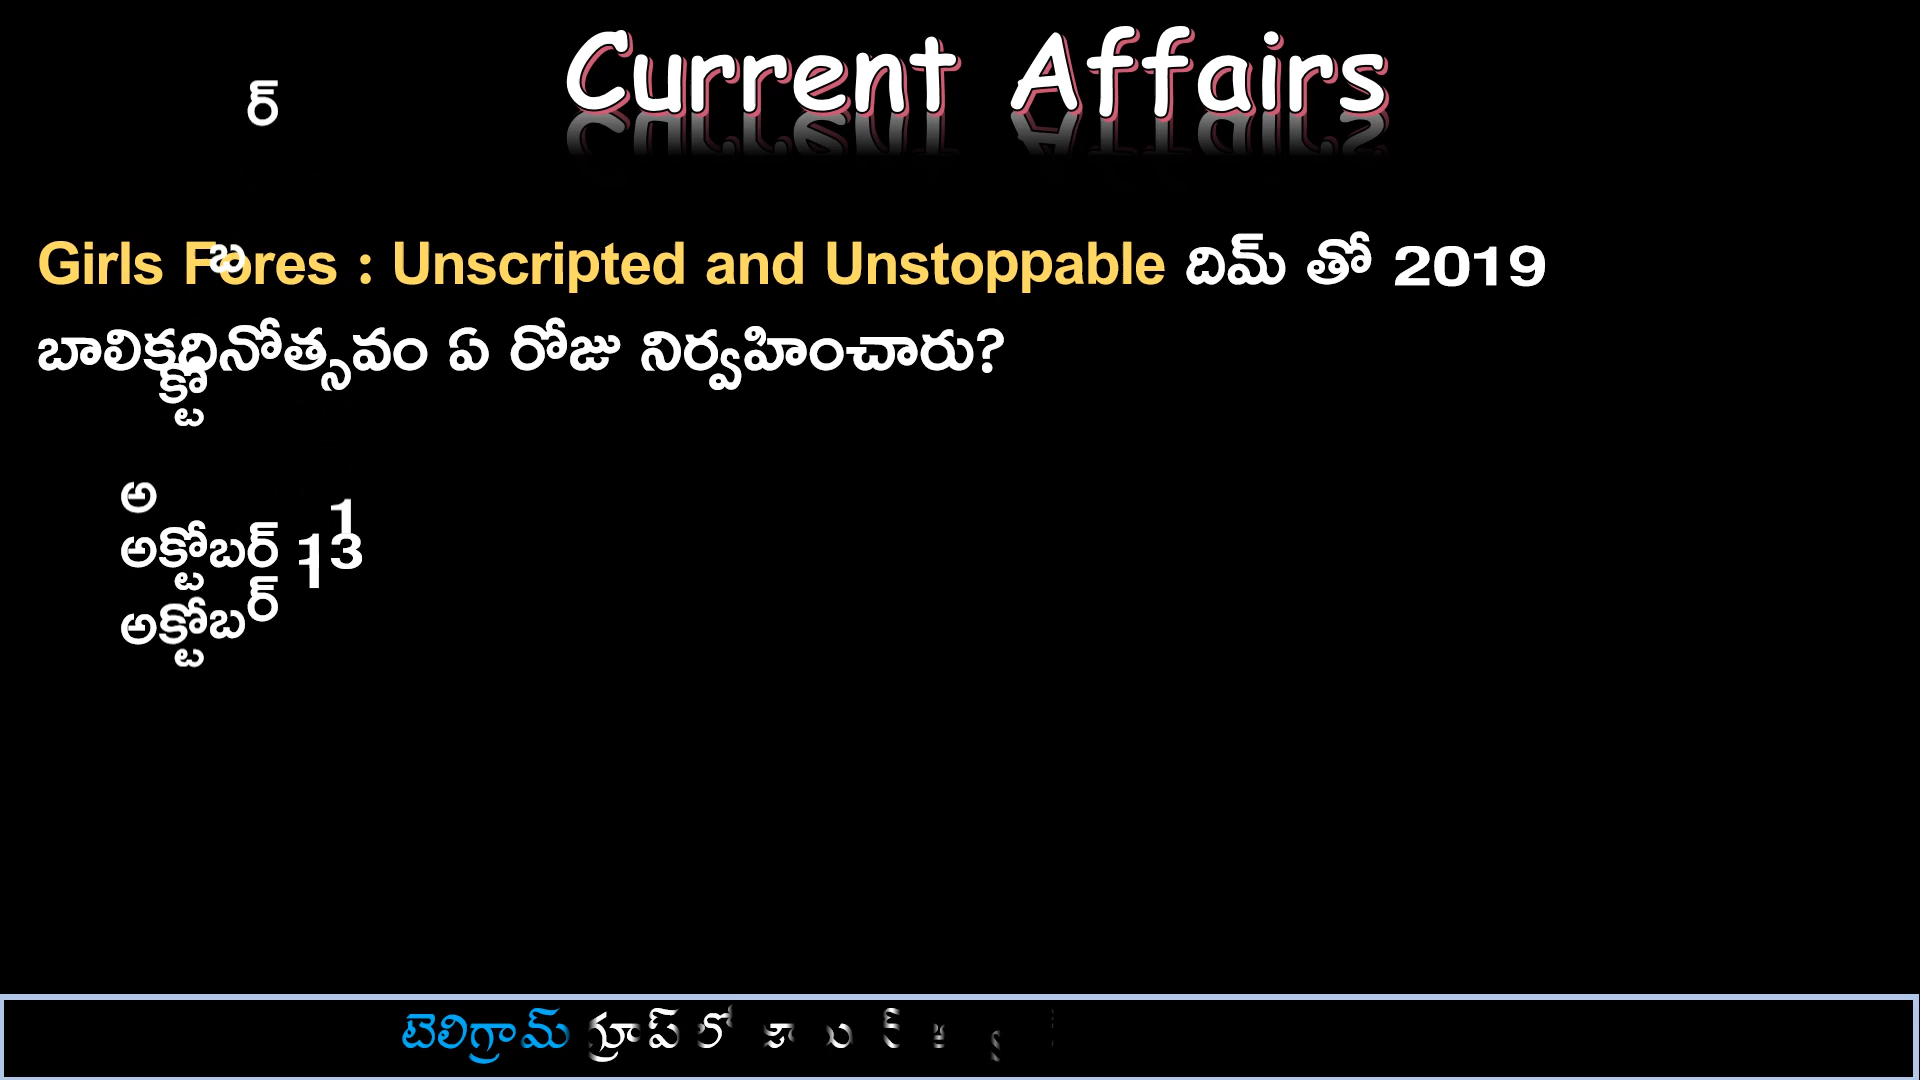 Current Affairs
Girls Fores : Unscripted and Unstoppable దిమ్ తో 2019
బాలికదినోత్సవం ఏ రోజు నిర్వహించారు?
అక్టోబర్ 13
అక్టోబర్
టెలిగ్రామ్ గ్రూప్ లో